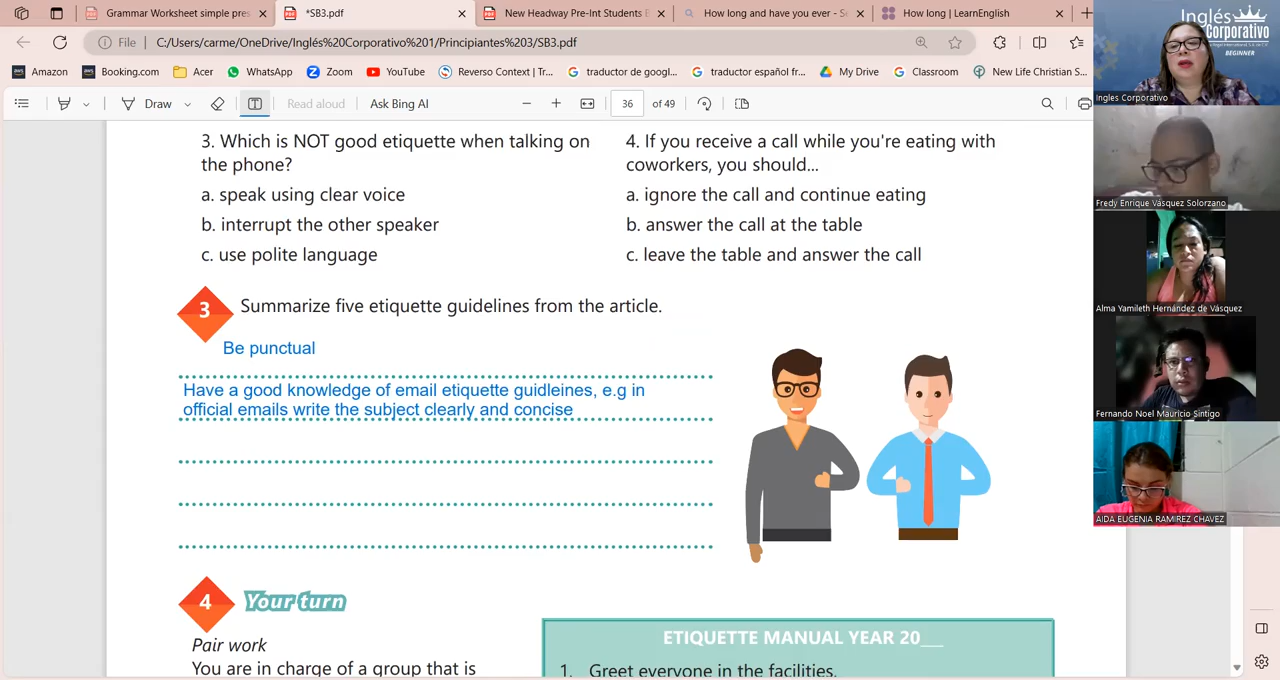 Grammar Worksheet simple pres
*SB3.pdf
New Headway Pre-Int Students B
How long and have you ever - Se
How long | LearnEnglish
File
C:/Users/carme/OneDrive/Inglés%20Corporativo%201/Principiantes%203/SB3.pdf
Amazon
Booking.com
Acer
WhatsApp
Zoom
YouTube
Reverso Context | Tr...
traductor de googl...
traductor español fr...
My Drive
Classroom
New Life Christian S...
Draw
Read aloud
Ask Bing AI
36 of 49
3. Which is NOT good etiquette when talking on
the phone?
a. speak using clear voice
b. interrupt the other speaker
c. use polite language
4. If you receive a call while you're eating with
coworkers, you should...
a. ignore the call and continue eating
b. answer the call at the table
c. leave the table and answer the call
3 Summarize five etiquette guidelines from the article.
Be punctual
Have a good knowledge of email etiquette guidleines, e.g in
official emails write the subject clearly and concise
4 Your turn
Pair work
You are in charge of a group that is
ETIQUETTE MANUAL YEAR 20__
1. Greet everyone in the facilities.
Inglés
Corporativo
BEGINNER
Ingles Corporativo
Fredy Enrique Vásquez Solorzano
Alma Yamileth Hernández de Vásquez
Fernando Noel Mauricio Sintigo
AIDA EUGENIA RAMIREZ CHAVEZ